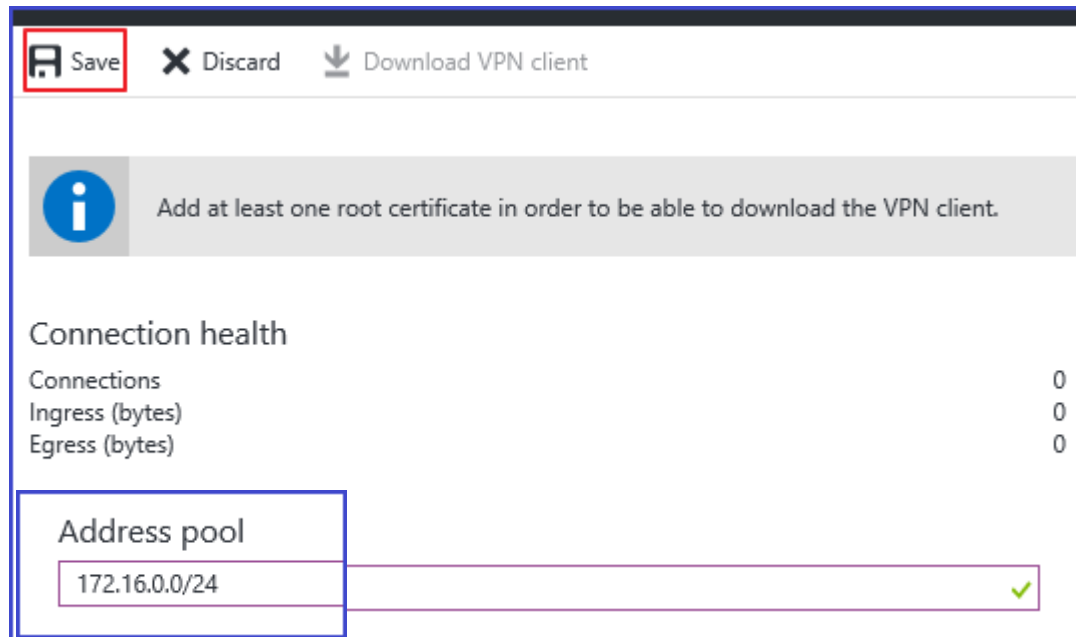 Save Discard Download VPN client
Add at least one root certificate in order to be able to download the VPN client.
Connection health
Connections 0
Ingress (bytes) 0
Egress (bytes) 0
Address pool
172.16.0.0/24